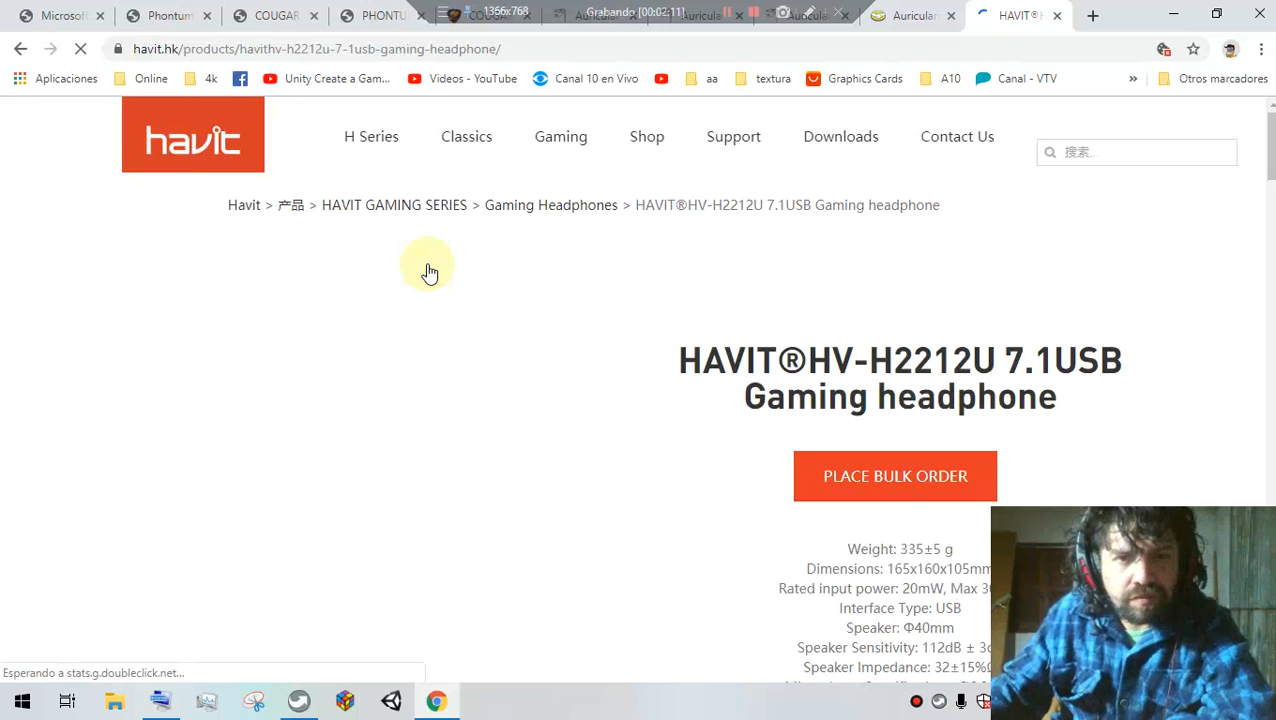 Microsof
Phontum
COUGAR
PHONTU
COUGA
1366x768
Grabando [00:02:11]
Auricula
Auricular
HAVIT®H
havit.hk/products/havithv-h2212u-7-1usb-gaming-headphone/
Aplicaciones
Online
4k
Unity Create a Gam...
Videos - YouTube
Canal 10 en Vivo
aa
textura
Graphics Cards
A10
Canal - VTV
»
Otros marcadores
havit
H Series
Classics
Gaming
Shop
Support
Downloads
Contact Us
搜索...
Havit > 产品 > HAVIT GAMING SERIES > Gaming Headphones > HAVIT®HV-H2212U 7.1USB Gaming headphone
HAVIT®HV-H2212U 7.1USB
Gaming headphone
PLACE BULK ORDER
Weight: 335±5 g
Dimensions: 165x160x105mm
Rated input power: 20mW, Max
Interface Type: USB
Speaker: Φ40mm
Speaker Sensitivity: 112dB ±
Speaker Impedance: 32±15%Ω
Esperando a stats.g.doubleclick.net...